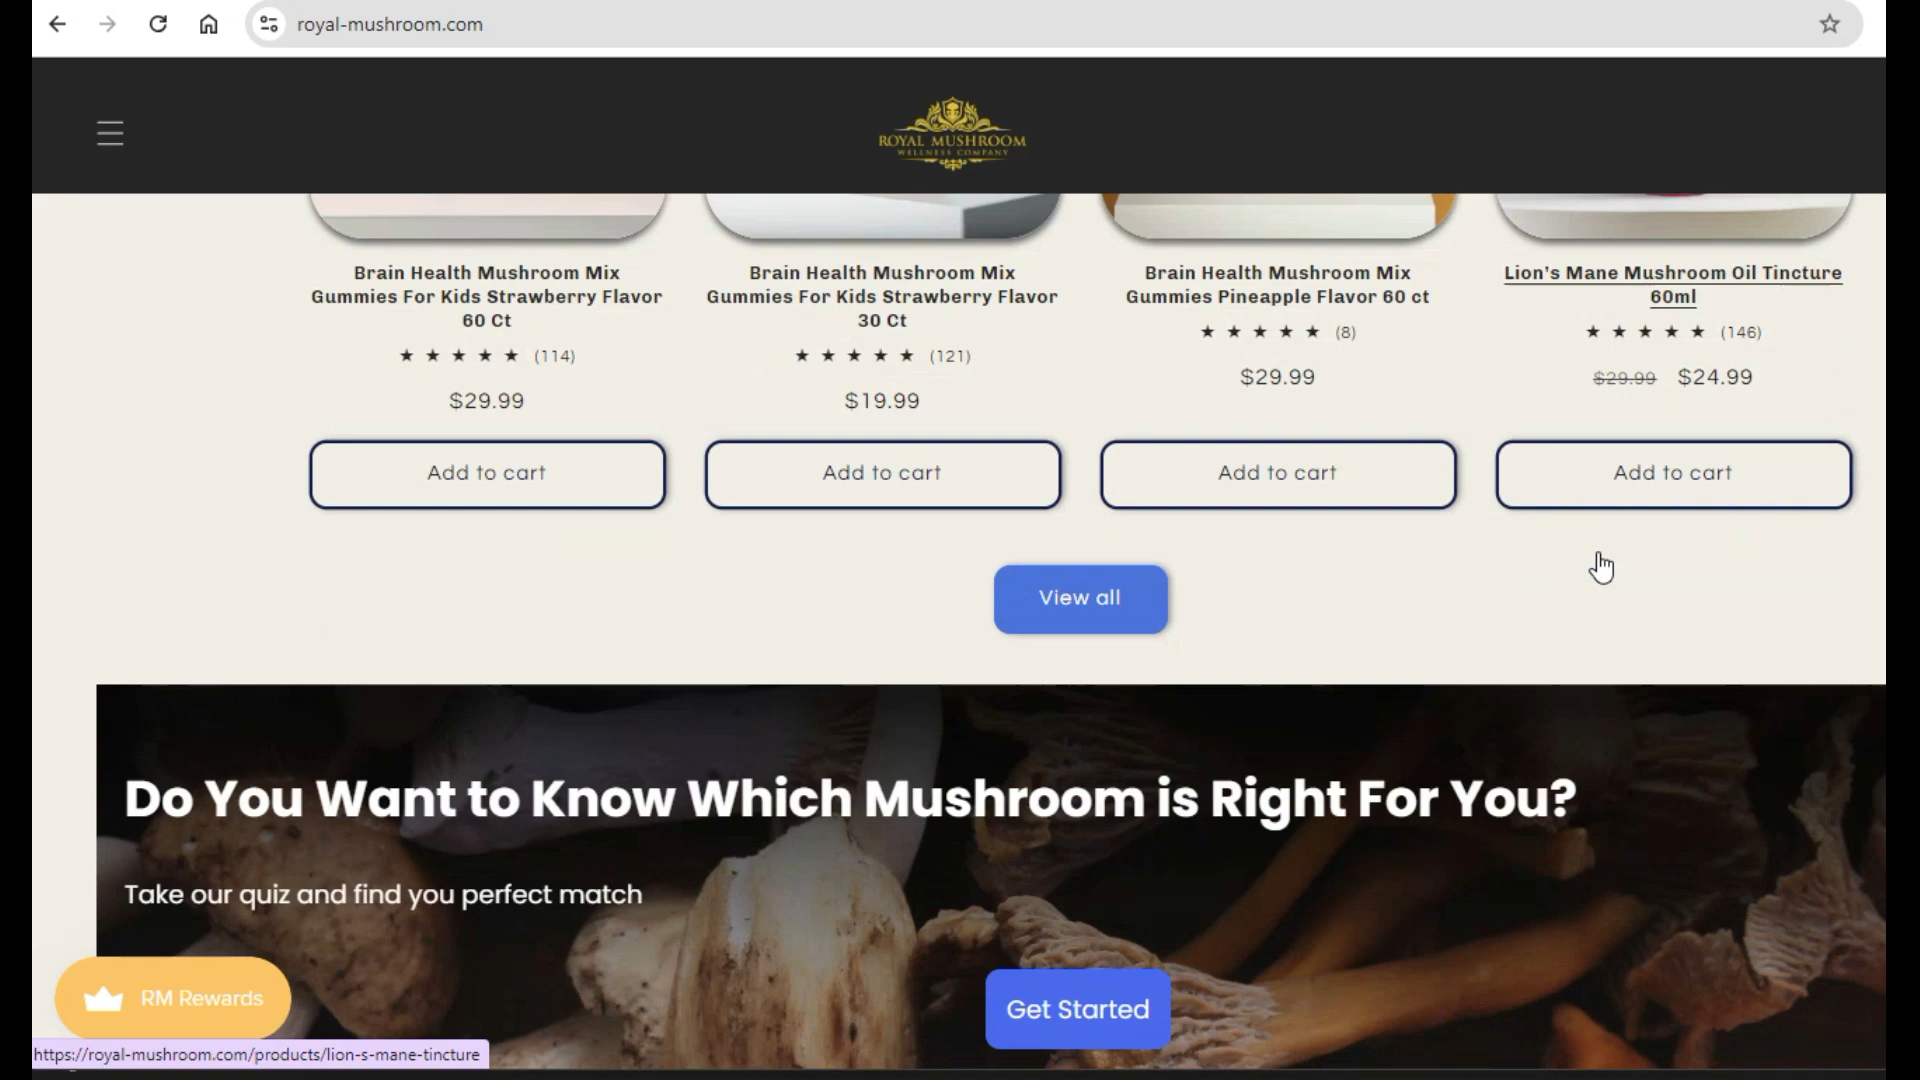 royal-mushroom.com
ROYAL MUSHROOM
WELLNESS COMPANY
Brain Health Mushroom Mix
Gummies For Kids Strawberry Flavor
60 Ct
★ ★ ★ ★ ★ (114)
$29.99
Add to cart
Brain Health Mushroom Mix
Gummies For Kids Strawberry Flavor
30 Ct
★ ★ ★ ★ ★ (121)
$19.99
Add to cart
Brain Health Mushroom Mix
Gummies Pineapple Flavor 60 ct
★ ★ ★ ★ ★ (8)
$29.99
Add to cart
Lion's Mane Mushroom Oil Tincture
60ml
★ ★ ★ ★ ★ (146)
$29.99 $24.99
Add to cart
View all
Do You Want to Know Which Mushroom is Right For You?
Take our quiz and find you perfect match
Get Started
RM Rewards
https://royal-mushroom.com/products/lion-s-mane-tincture